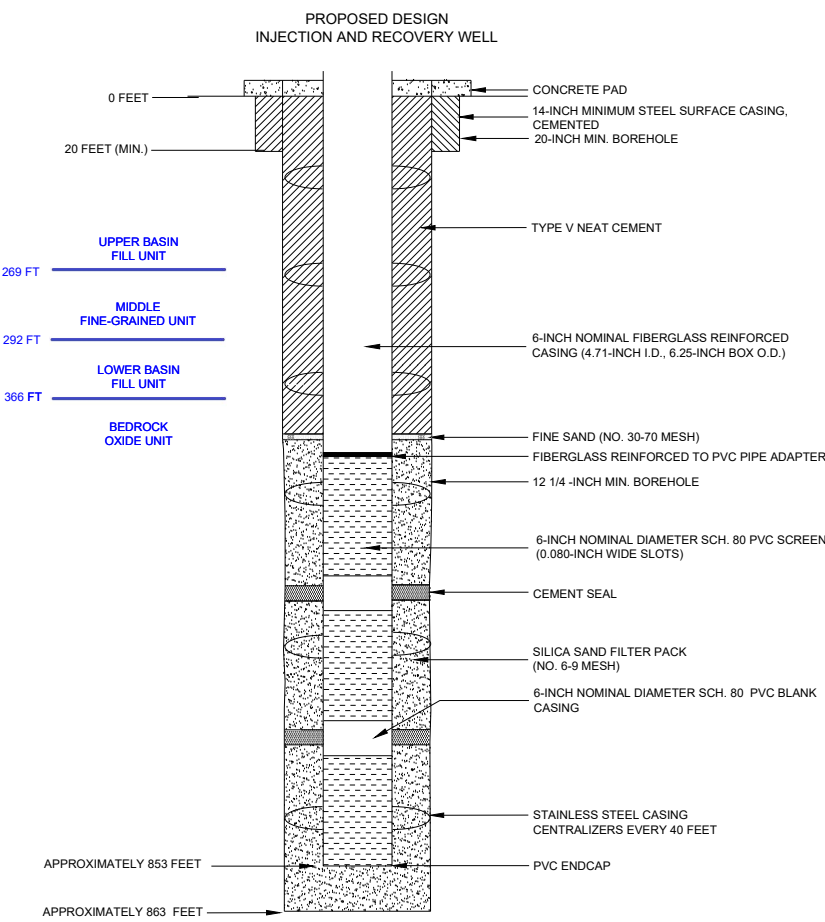 PROPOSED DESIGN
INJECTION AND RECOVERY WELL
0 FEET
20 FEET (MIN.)
UPPER BASIN
FILL UNIT
269 FT
MIDDLE
FINE-GRAINED UNIT
292 FT
LOWER BASIN
FILL UNIT
366 FT
BEDROCK
OXIDE UNIT
APPROXIMATELY 853 FEET
APPROXIMATELY 863 FEET
CONCRETE PAD
14-INCH MINIMUM STEEL SURFACE CASING,
CEMENTED
20-INCH MIN. BOREHOLE
TYPE V NEAT CEMENT
6-INCH NOMINAL FIBERGLASS REINFORCED
CASING (4.71-INCH I.D., 6.25-INCH BOX O.D.)
FINE SAND (NO. 30-70 MESH)
FIBERGLASS REINFORCED TO PVC PIPE ADAPTER
12 1/4 -INCH MIN. BOREHOLE
6-INCH NOMINAL DIAMETER SCH. 80 PVC SCREEN
(0.080-INCH WIDE SLOTS)
CEMENT SEAL
SILICA SAND FILTER PACK
(NO. 6-9 MESH)
6-INCH NOMINAL DIAMETER SCH. 80 PVC BLANK
CASING
STAINLESS STEEL CASING
CENTRALIZERS EVERY 40 FEET
PVC ENDCAP